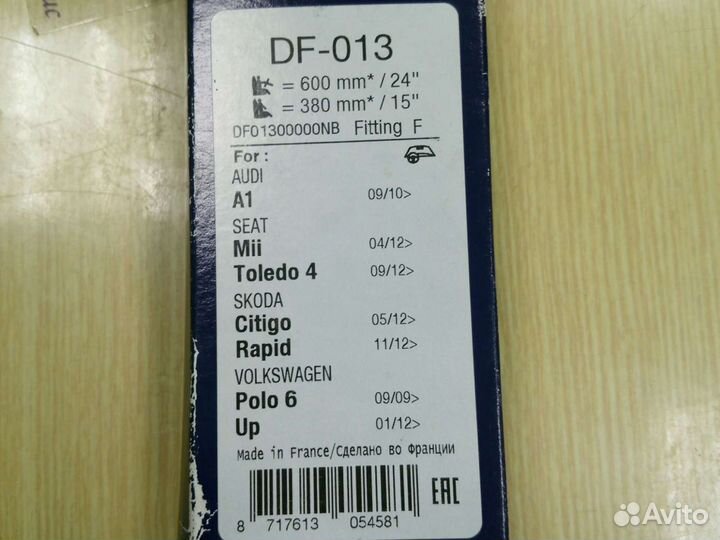 DF-013
= 600 mm* / 24"
= 380 mm* / 15"
DF01300000NB Fitting F
For :
AUDI
A1 09/10>
SEAT
Mii 04/12>
Toledo 4 09/12>
SKODA
Citigo 05/12>
Rapid 11/12>
VOLKSWAGEN
Polo 6 09/09>
Up 01/12>
Made in France/Сделано во Франции
8 717613 054581
EAC
Avito